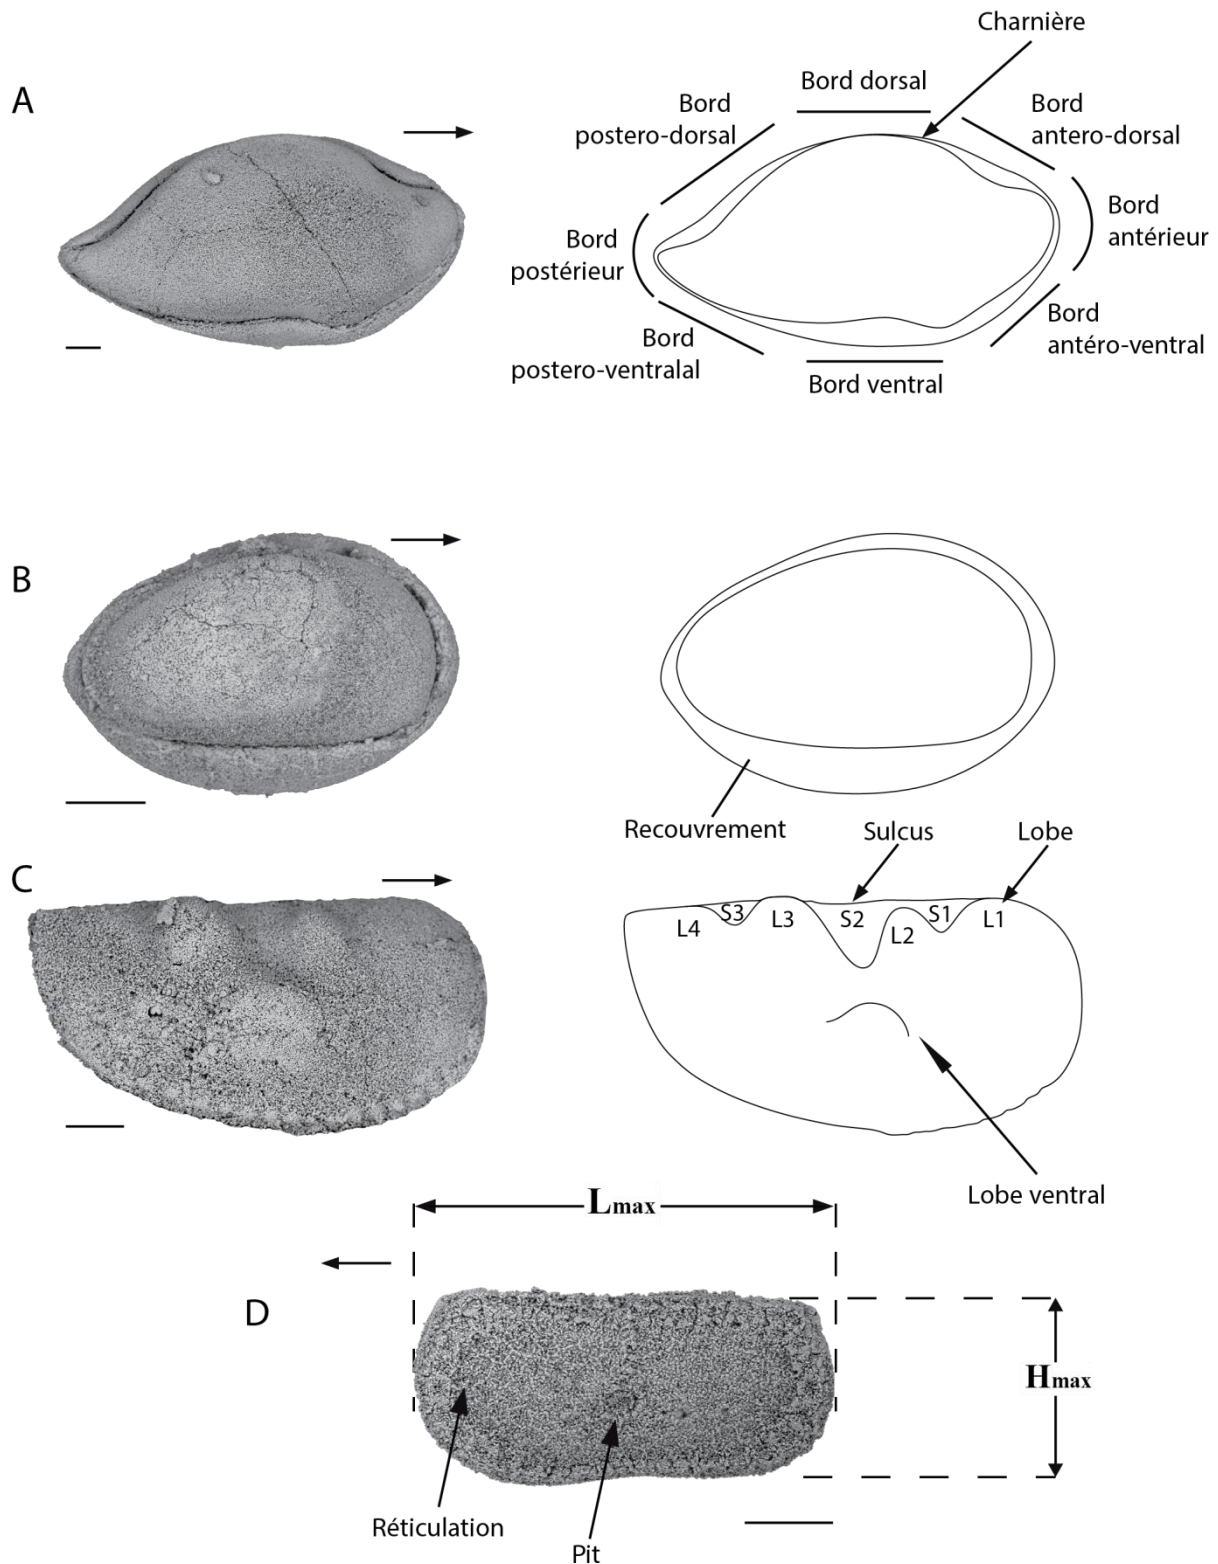 Charnière
A
Bord dorsal
Bord
postero-dorsal
Bord
antero-dorsal
Bord
postérieur
Bord
antérieur
Bord
postero-ventralal
Bord
antéro-ventral
Bord ventral
B
Recouvrement
Sulcus
Lobe
C
L4
S3
L3
S2
L2
S1
L1
Lobe ventral
Lmax
D
Hmax
Réticulation
Pit